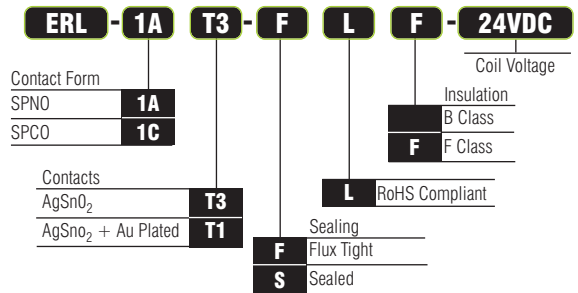 ERL - 1A T3 - F L F - 24VDC
Coil Voltage
Contact Form
SPNO 1A
SPCO 1C
Insulation
B Class
F F Class
Contacts
AgSnO₂ T3
AgSno₂ + Au Plated T1
L RoHS Compliant
Sealing
F Flux Tight
S Sealed